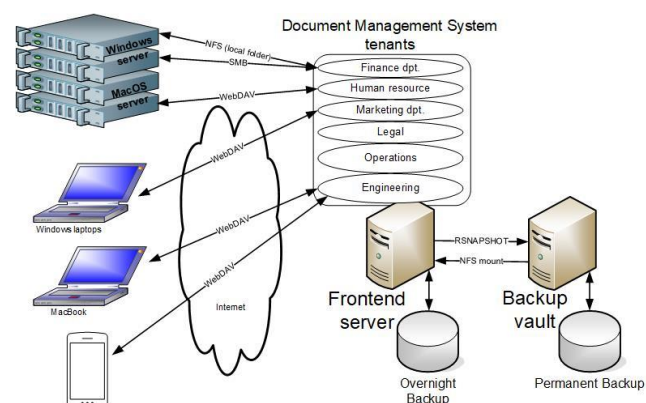 Document Management System
tenants
Windows
server
MacOS
server
NFS (local folder)
SMB
WebDAV
Finance dpt.
Human resource
Marketing dpt.
Legal
Operations
Engineering
WebDAV
WebDAV
WebDAV
Windows laptops
MacBook
Internet
RSNAPSHOT
NFS mount
Frontend
server
Backup
vault
Overnight
Backup
Permanent Backup